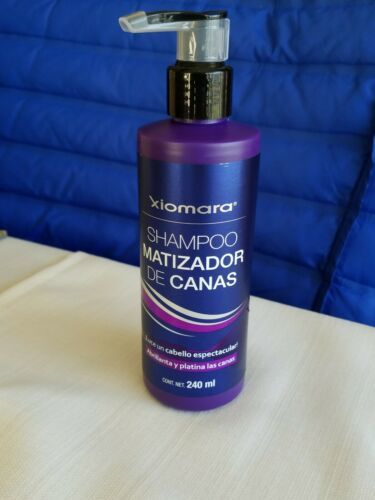 xiomara®
SHAMPOO
MATIZADOR
DE CANAS
¡Luce un cabello espectacular!
Abrillanta y platina las canas
CONT. NET. 240 ml